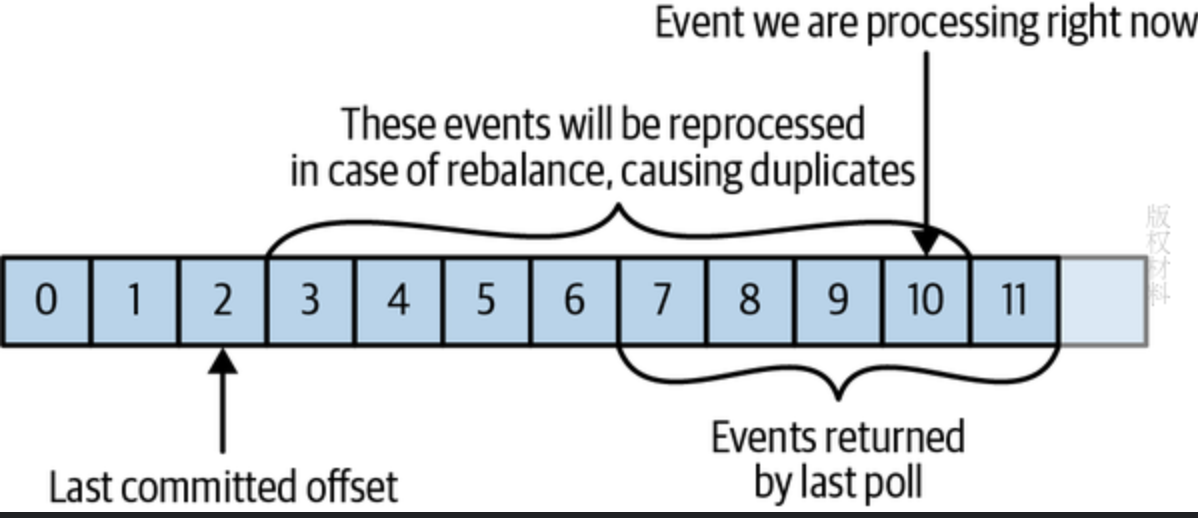 Event we are processing right now
These events will be reprocessed
in case of rebalance, causing duplicates
0 1 2 3 4 5 6 7 8 9 10 11
Last committed offset
Events returned
by last poll
版权材料